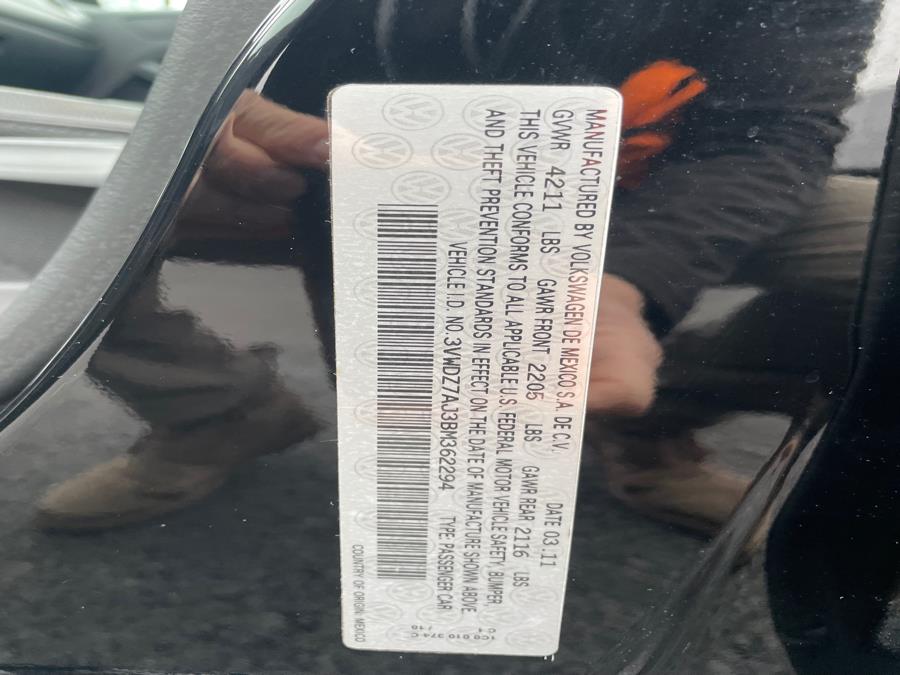 MANUFACTURED BY VOLKSWAGEN DE MEXICO S.A. DE C.V. DATE 03.11
GVWR 4211 LBS GAWR FRONT 2205 LBS GAWR REAR 2116 LBS
THIS VEHICLE CONFORMS TO ALL APPLICABLE U.S. FEDERAL MOTOR VEHICLE SAFETY, BUMPER,
AND THEFT PREVENTION STANDARDS IN EFFECT ON THE DATE OF MANUFACTURE SHOWN ABOVE.
VEHICLE I.D. NO. 3VWDZ7AJ3BM362294 TYPE: PASSENGER CAR
COUNTRY OF ORIGIN: MEXICO